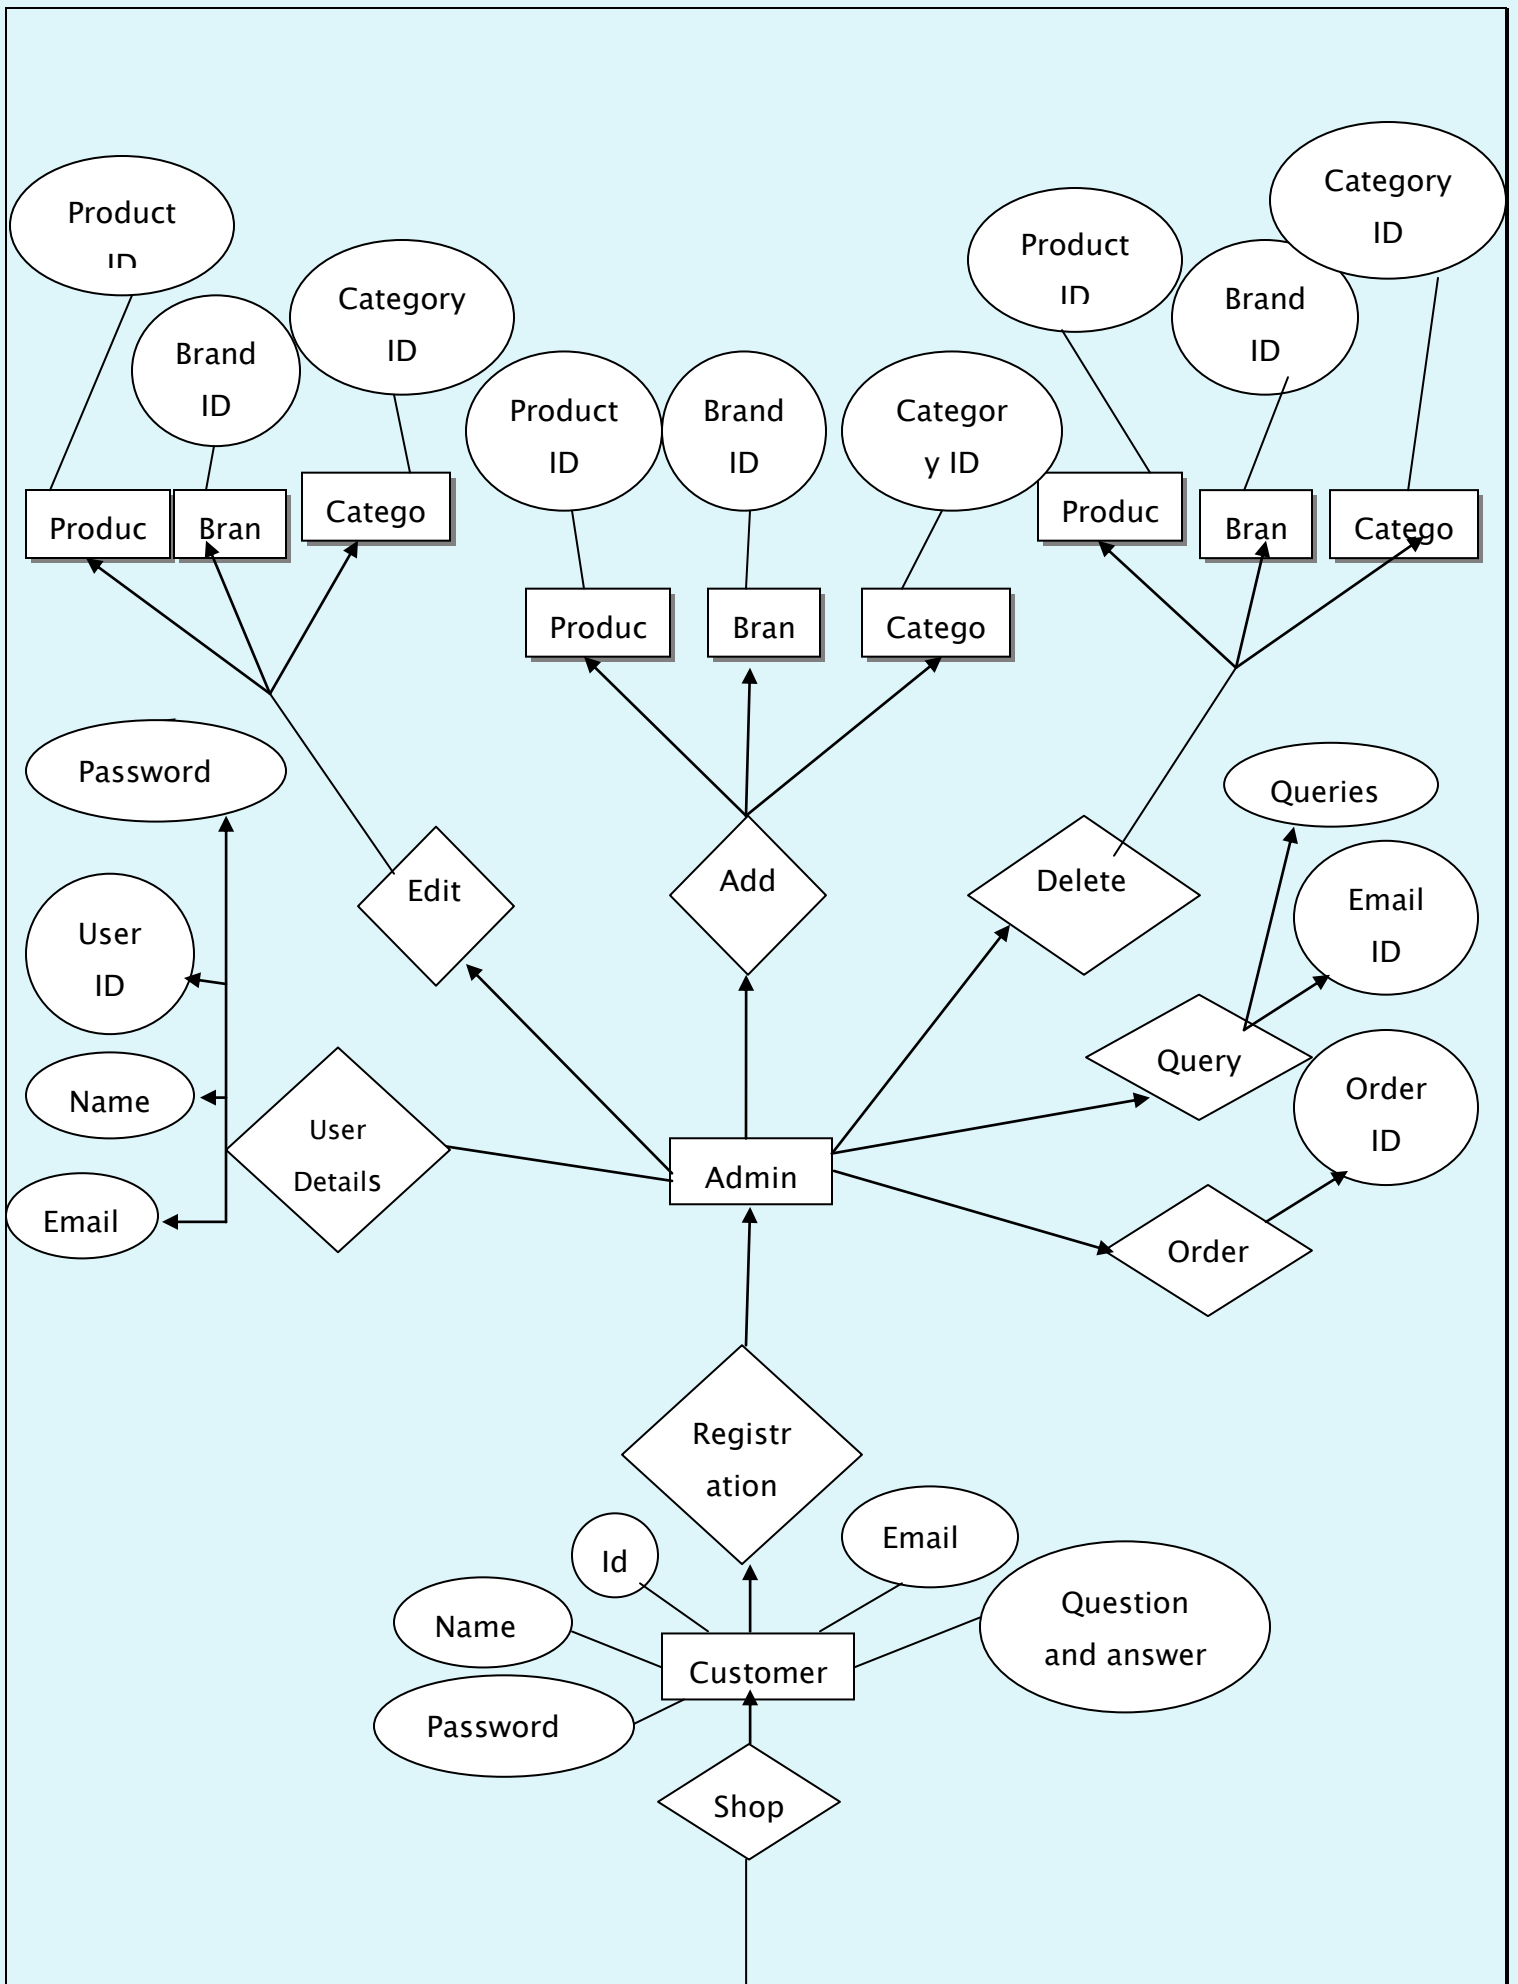 Category
ID
Product
ID
Product
ID
Brand
ID
Category
ID
Brand
ID
Product
ID
Brand
ID
Categor
y ID
Produc
Bran
Catego
Produc
Bran
Catego
Produc
Bran
Catego
Password
Queries
Edit
Add
Delete
Email
ID
User
ID
Query
Order
ID
Name
User
Details
Admin
Email
Order
Registr
ation
Id
Email
Name
Question
and answer
Customer
Password
Shop